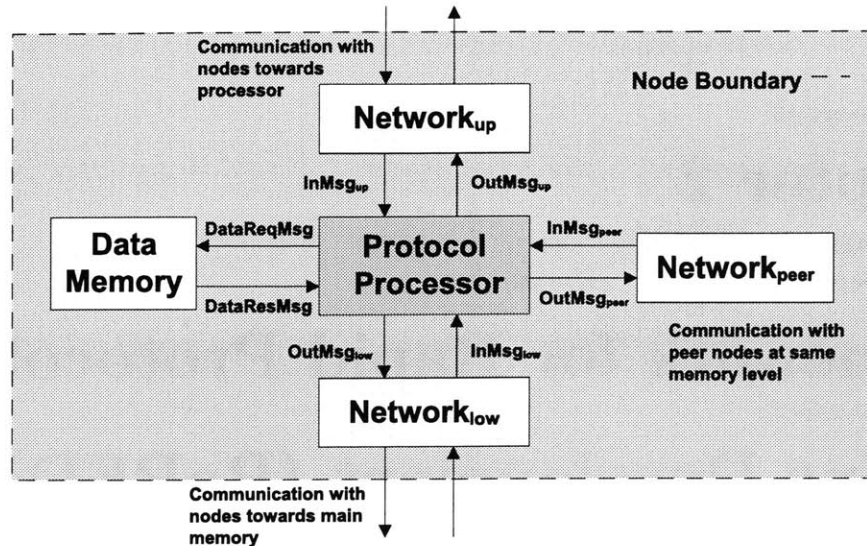 Communication with
nodes towards
processor
Node Boundary
Network_up
InMsg_up
OutMsg_up
Data
Memory
DataReqMsg
DataResMsg
Protocol
Processor
InMsg_peer
OutMsg_peer
Network_peer
Communication with
peer nodes at same
memory level
OutMsg_low
InMsg_low
Network_low
Communication with
nodes towards main
memory